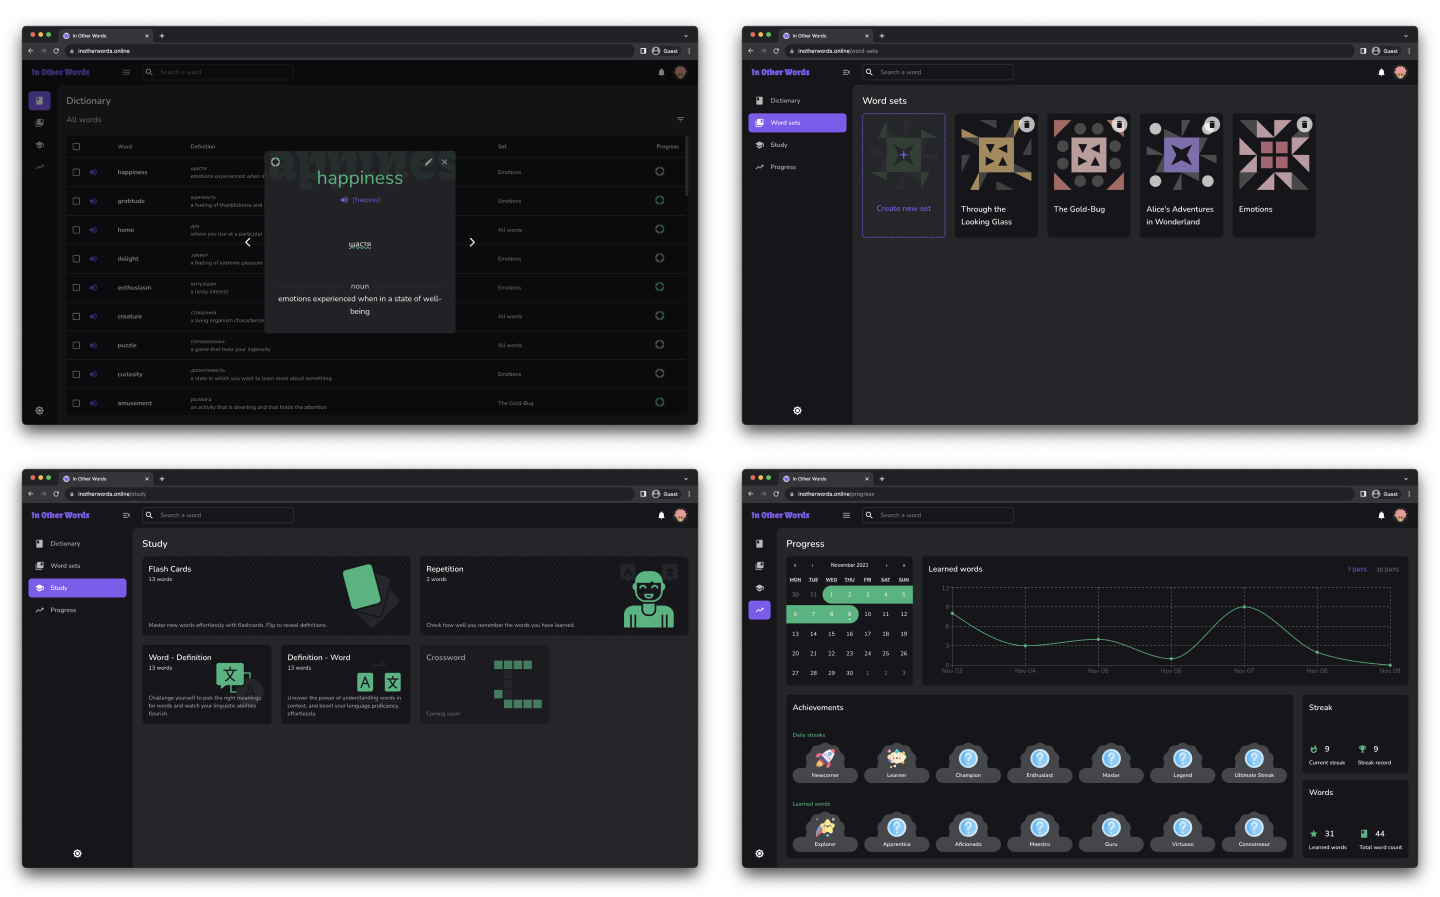 In Other Words
inotherwords.online
Guest
In Other Words
Search a word
Dictionary
All words
Word Definition Set Progress
happiness
щастя
emotions experienced when i
Emotions
gratitude
вдячність
a feeling of thankfulness and
Emotions
home
дім
where you live at a particular
All words
delight
захват
a feeling of extreme pleasure
Emotions
enthusiasm
ентузіазм
a lively interest
Emotions
creature
створіння
a living organism characterize
All words
puzzle
головоломка
a game that tests your ingenuity
All words
curiosity
допитливість
a state in which you want to learn more about something
Emotions
amusement
розвага
an activity that is diverting and that holds the attention
The Gold-Bug
happiness
['hæpinis]
щастя
noun
emotions experienced when in a state of well-
being
In Other Words
inotherwords.online/word-sets
Guest
In Other Words
Search a word
Dictionary
Word sets
Study
Progress
Word sets
Create new set
Through the
Looking Glass
The Gold-Bug
Alice's Adventures
in Wonderland
Emotions
In Other Words
inotherwords.online/study
Guest
In Other Words
Search a word
Dictionary
Word sets
Study
Progress
Study
Flash Cards
13 words
Master new words effortlessly with flashcards. Flip to reveal definitions.
Repetition
2 words
Check how well you remember the words you have learned.
A 文
Word - Definition
13 words
文
A
Challenge yourself to pick the right meanings
for words and watch your linguistic abilities
flourish.
Definition - Word
13 words
A 文
Uncover the power of understanding words in
context, and boost your language proficiency
effortlessly.
Crossword
Coming soon!
In Other Words
inotherwords.online/progress
Guest
In Other Words
Search a word
Progress
« ‹ November 2023 › »
MON TUE WED THU FRI SAT SUN
30 31 1 2 3 4 5
6 7 8 9 10 11 12
13 14 15 16 17 18 19
20 21 22 23 24 25 26
27 28 29 30 1 2 3
Learned words
7 DAYS 30 DAYS
12
9
6
3
0
Nov 03 Nov 04 Nov 05 Nov 06 Nov 07 Nov 08 Nov 09
Achievements
Daily streaks
Newcomer Learner Champion Enthusiast Master Legend Ultimate Streak
Learned words
Explorer Apprentice Aficionado Maestro Guru Virtuoso Connoisseur
Streak
9 9
Current streak Streak record
Words
31 44
Learned words Total word count